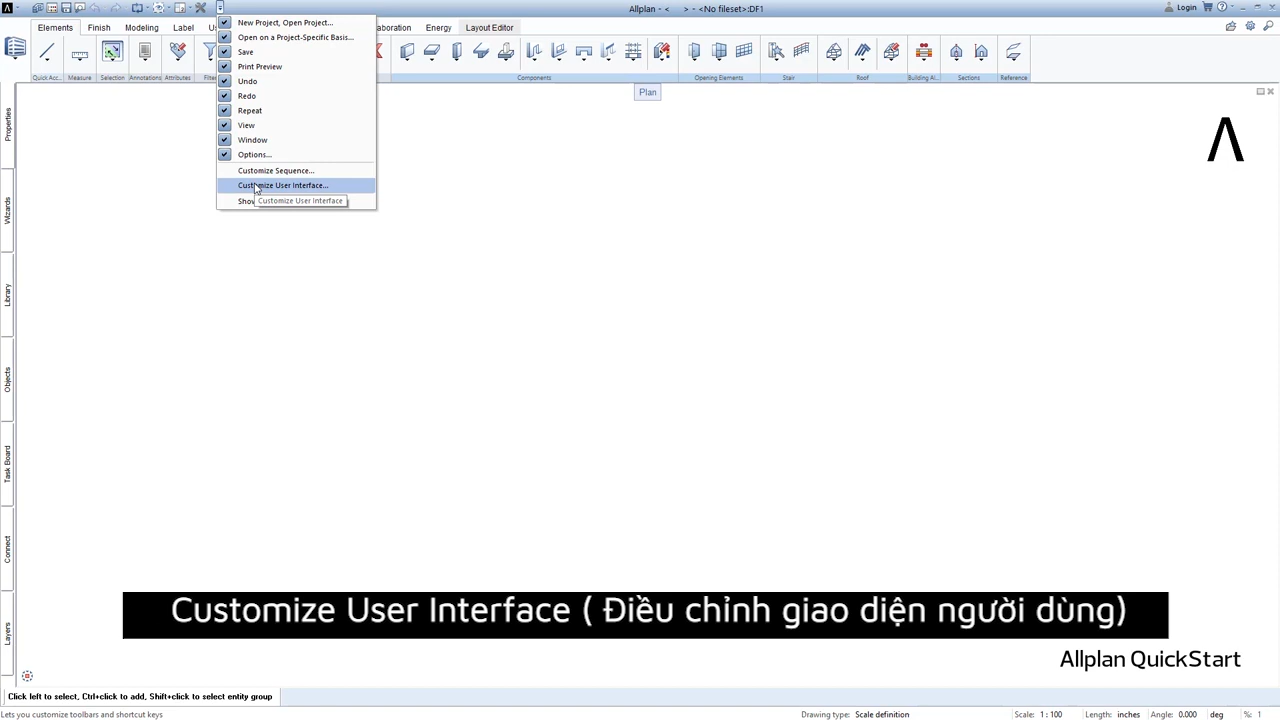 Allplan - <      > - <No fileset>:DF1
Login
Elements
Finish
Modeling
Label
Energy
Layout Editor
New Project, Open Project...
Open on a Project-Specific Basis...
Save
Print Preview
Undo
Redo
Repeat
View
Window
Options...
Customize Sequence...
Customize User Interface...
Customize User Interface
Quick Acc...
Measure
Selection
Annotations
Attributes
Components
Opening Elements
Stair
Roof
Building Al...
Sections
Reference
Plan
Properties
Wizards
Library
Objects
Task Board
Connect
Layers
Customize User Interface ( Điều chỉnh giao diện người dùng)
Allplan QuickStart
Click left to select, Ctrl+click to add, Shift+click to select entity group
Lets you customize toolbars and shortcut keys
Drawing type: Scale definition
Scale: 1 : 100
Length: inches
Angle: 0.000
deg
%: 1